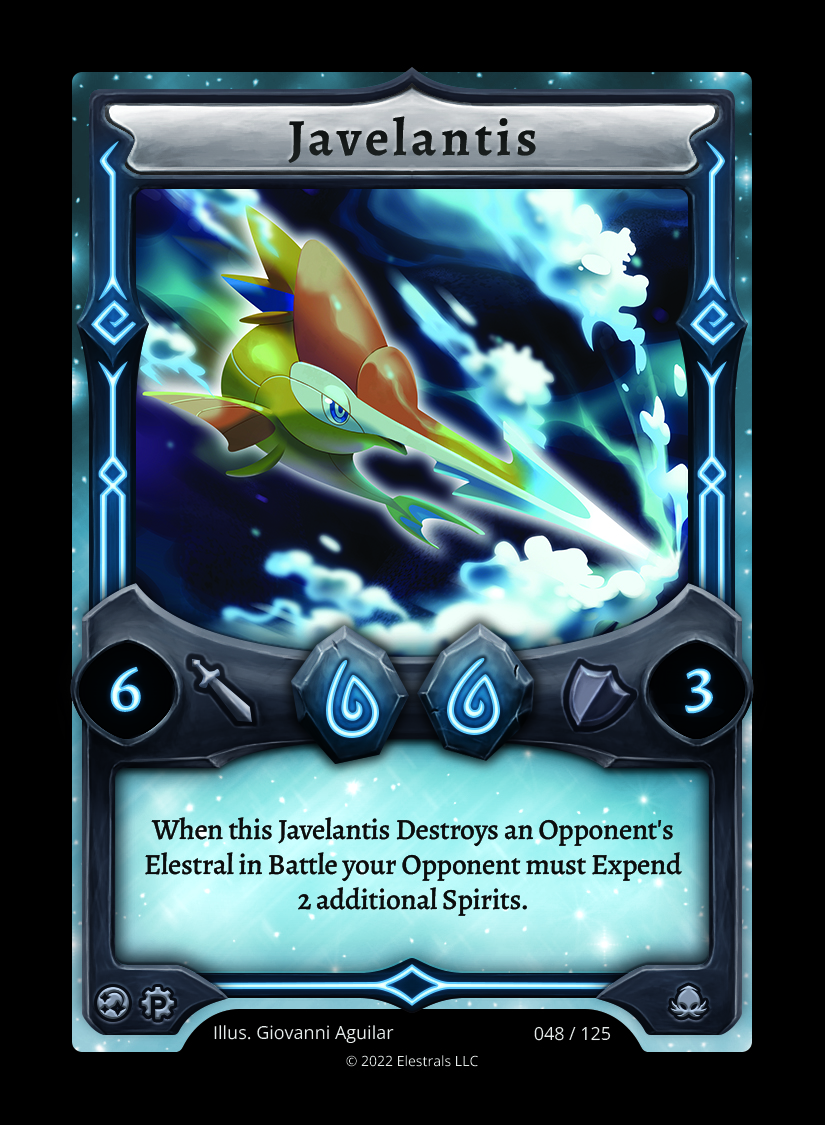 Javelantis
6
3
When this Javelantis Destroys an Opponent's
Elestral in Battle your Opponent must Expend
2 additional Spirits.
P
Illus. Giovanni Aguilar
048 / 125
© 2022 Elestrals LLC